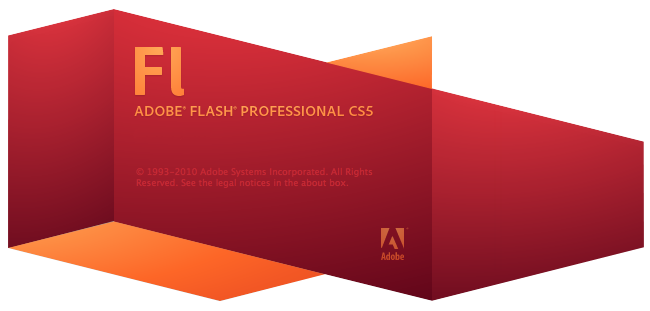 Fl
ADOBE® FLASH® PROFESSIONAL CS5
© 1993–2010 Adobe Systems Incorporated. All Rights
Reserved. See the legal notices in the about box.
Adobe